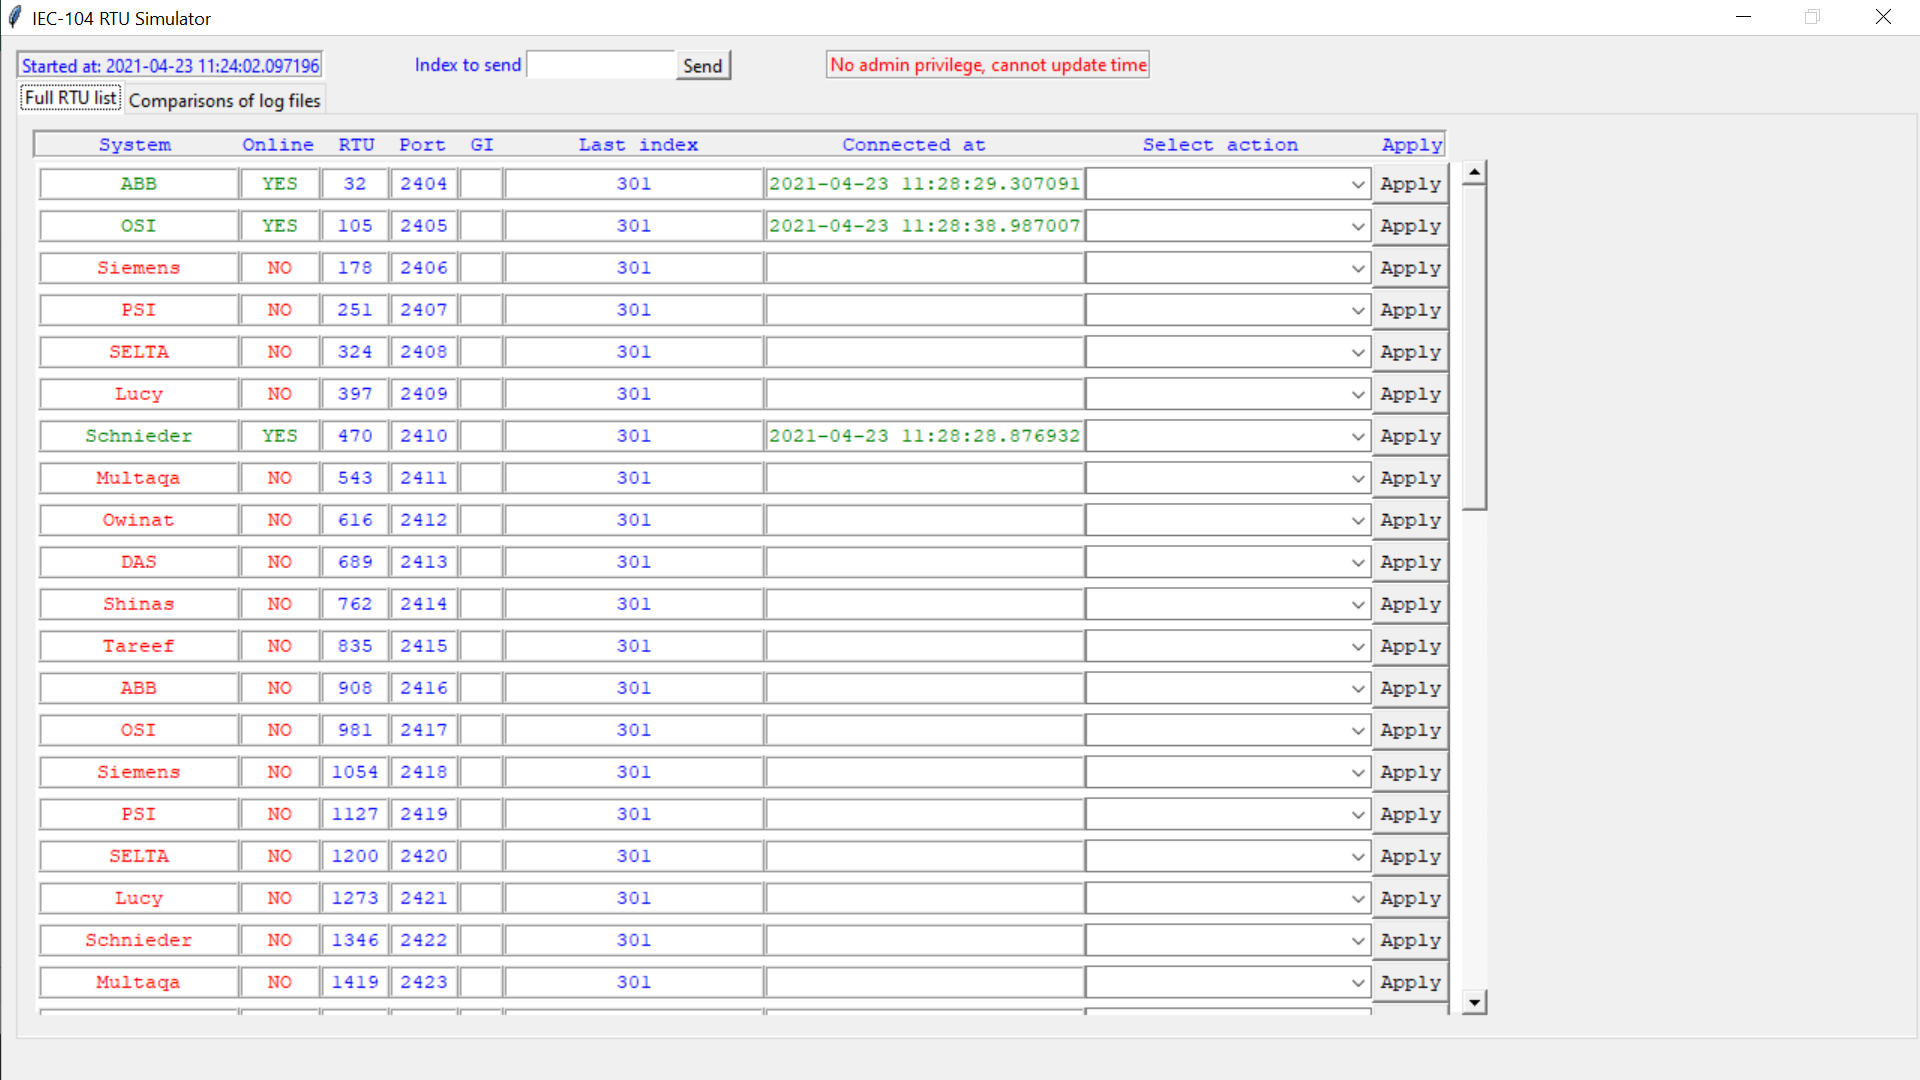 IEC-104 RTU Simulator
Started at: 2021-04-23 11:24:02.097196 Index to send Send No admin privilege, cannot update time
Full RTU list Comparisons of log files
System Online RTU Port GI Last index Connected at Select action Apply
ABB YES 32 2404 301 2021-04-23 11:28:29.307091 Apply
OSI YES 105 2405 301 2021-04-23 11:28:38.987007 Apply
Siemens NO 178 2406 301 Apply
PSI NO 251 2407 301 Apply
SELTA NO 324 2408 301 Apply
Lucy NO 397 2409 301 Apply
Schnieder YES 470 2410 301 2021-04-23 11:28:28.876932 Apply
Multaqa NO 543 2411 301 Apply
Owinat NO 616 2412 301 Apply
DAS NO 689 2413 301 Apply
Shinas NO 762 2414 301 Apply
Tareef NO 835 2415 301 Apply
ABB NO 908 2416 301 Apply
OSI NO 981 2417 301 Apply
Siemens NO 1054 2418 301 Apply
PSI NO 1127 2419 301 Apply
SELTA NO 1200 2420 301 Apply
Lucy NO 1273 2421 301 Apply
Schnieder NO 1346 2422 301 Apply
Multaqa NO 1419 2423 301 Apply